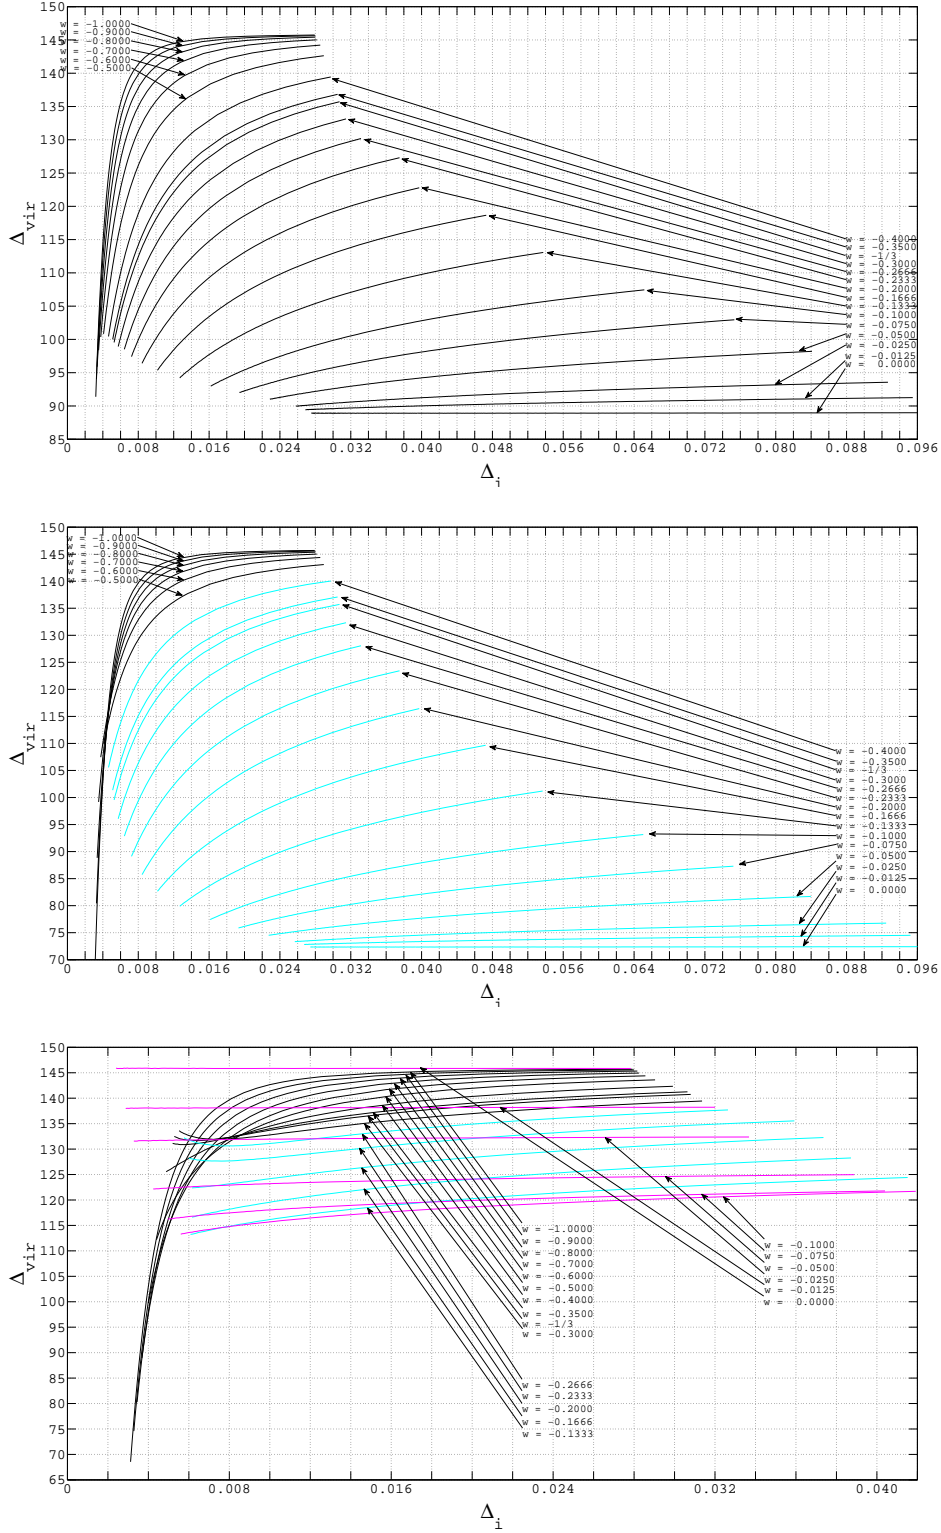 150
145
140
135
130
125
120
115
110
105
100
95
90
85
Δvir
w = −1.0000
w = −0.9000
w = −0.8000
w = −0.7000
w = −0.6000
w = −0.5000
w = −0.4000
w = −0.3500
w = −1/3
w = −0.3000
w = −0.2666
w = −0.2333
w = −0.2000
w = −0.1666
w = −0.1333
w = −0.1000
w = −0.0750
w = −0.0500
w = −0.0250
w = −0.0125
w = 0.0000
0 0.008 0.016 0.024 0.032 0.040 0.048 0.056 0.064 0.072 0.080 0.088 0.096
Δi
150
145
140
135
130
125
120
115
110
105
100
95
90
85
80
75
70
Δvir
w = −1.0000
w = −0.9000
w = −0.8000
w = −0.7000
w = −0.6000
w = −0.5000
w = −0.4000
w = −0.3500
w = −1/3
w = −0.3000
w = −0.2666
w = −0.2333
w = −0.2000
w = −0.1666
w = −0.1333
w = −0.1000
w = −0.0750
w = −0.0500
w = −0.0250
w = −0.0125
w = 0.0000
0 0.008 0.016 0.024 0.032 0.040 0.048 0.056 0.064 0.072 0.080 0.088 0.096
Δi
150
145
140
135
130
125
120
115
110
105
100
95
90
85
80
75
70
65
Δvir
w = −1.0000
w = −0.9000
w = −0.8000
w = −0.7000
w = −0.6000
w = −0.5000
w = −0.4000
w = −0.3500
w = −1/3
w = −0.3000
w = −0.2666
w = −0.2333
w = −0.2000
w = −0.1666
w = −0.1333
w = −0.1000
w = −0.0750
w = −0.0500
w = −0.0250
w = −0.0125
w = 0.0000
0 0.008 0.016 0.024 0.032 0.040
Δi